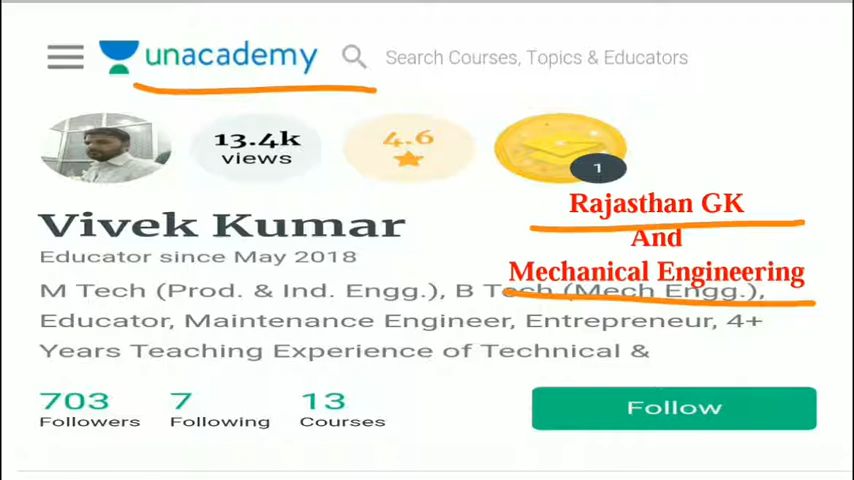 unacademy
Search Courses, Topics & Educators
13.4k
views
4.6
1
Vivek Kumar
Educator since May 2018
Rajasthan GK
And
Mechanical Engineering
M Tech (Prod. & Ind. Engg.), B Tech (Mech Engg.),
Educator, Maintenance Engineer, Entrepreneur, 4+
Years Teaching Experience of Technical &
703
Followers
7
Following
13
Courses
Follow